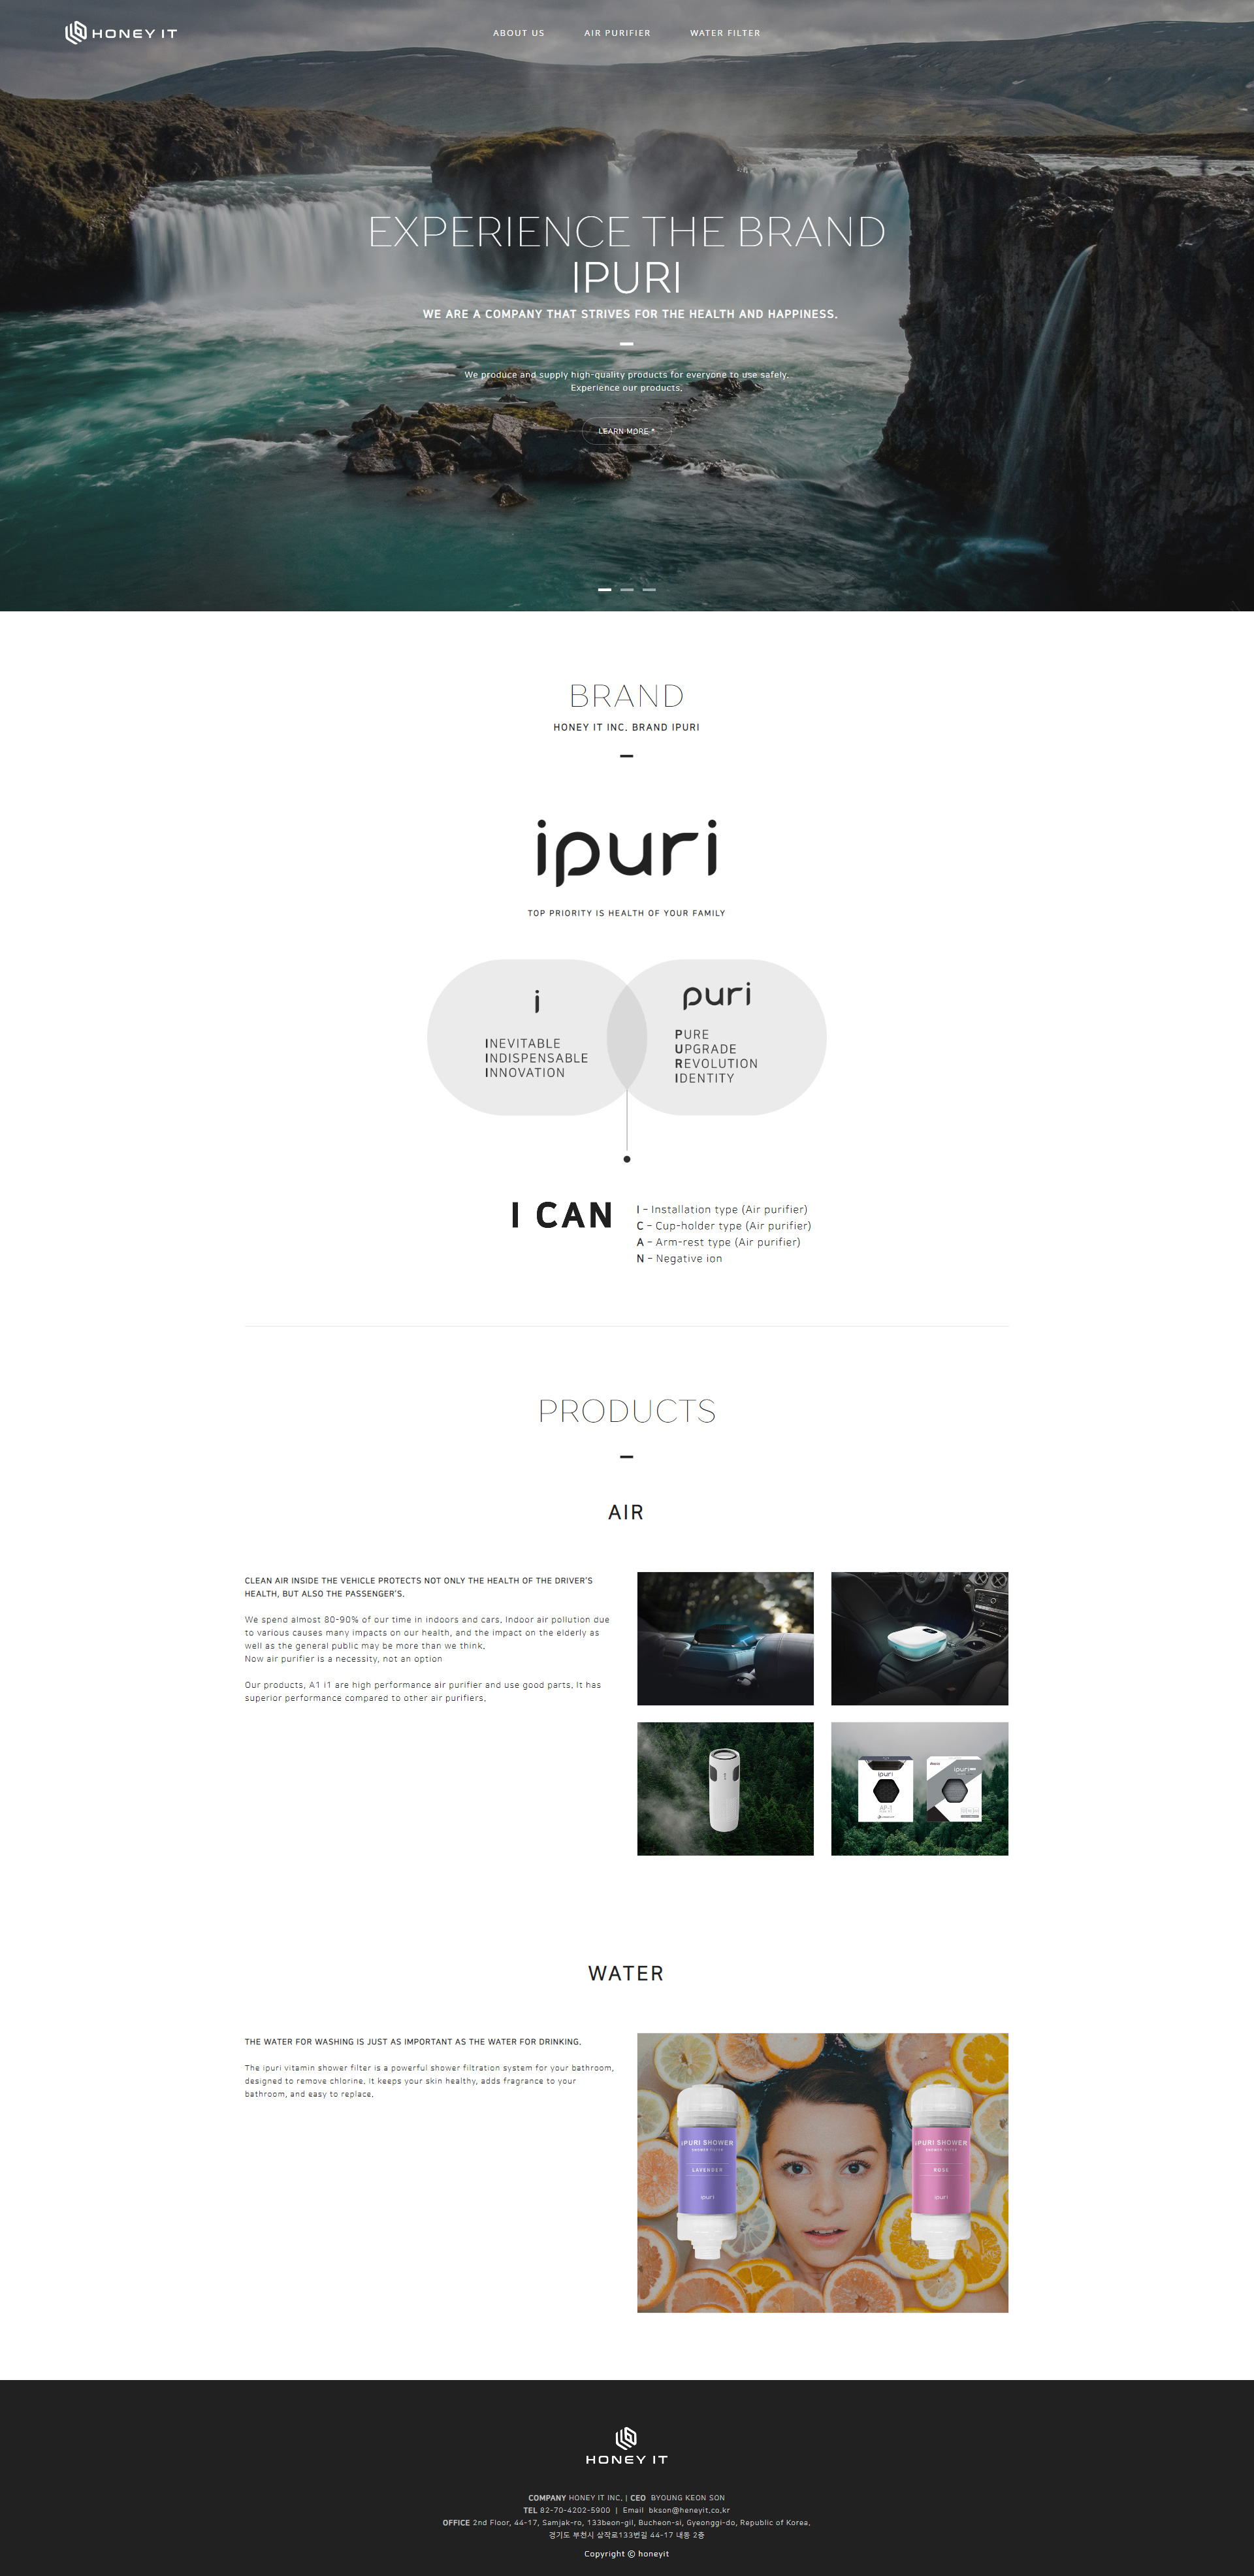 HONEY IT
ABOUT US
AIR PURIFIER
WATER FILTER
EXPERIENCE THE BRAND
IPURI
WE ARE A COMPANY THAT STRIVES FOR THE HEALTH AND HAPPINESS.
We produce and supply high-quality products for everyone to use safely.
Experience our products.
LEARN MORE +
BRAND
HONEY IT INC. BRAND IPURI
ipuri
TOP PRIORITY IS HEALTH OF YOUR FAMILY
i
INEVITABLE
INDISPENSABLE
INNOVATION
puri
PURE
UPGRADE
REVOLUTION
IDENTITY
I CAN
I - Installation type (Air purifier)
C - Cup-holder type (Air purifier)
A - Arm-rest type (Air purifier)
N - Negative ion
PRODUCTS
AIR
CLEAN AIR INSIDE THE VEHICLE PROTECTS NOT ONLY THE HEALTH OF THE DRIVER'S
HEALTH, BUT ALSO THE PASSENGER'S.
We spend almost 80-90% of our time in indoors and cars. Indoor air pollution due
to various causes many impacts on our health, and the impact on the elderly as
well as the general public may be more than we think.
Now air purifier is a necessity, not an option
Our products, A1 i1 are high performance air purifier and use good parts. It has
superior performance compared to other air purifiers.
ipuri
AP-1
ipuri
WATER
THE WATER FOR WASHING IS JUST AS IMPORTANT AS THE WATER FOR DRINKING.
The ipuri vitamin shower filter is a powerful shower filtration system for your bathroom,
designed to remove chlorine. It keeps your skin healthy, adds fragrance to your
bathroom, and easy to replace.
iPURI SHOWER
SHOWER FILTER
LAVENDER
ipuri
iPURI SHOWER
SHOWER FILTER
ROSE
ipuri
HONEY IT
COMPANY HONEY IT INC. | CEO BYOUNG KEON SON
TEL 82-70-4202-5900 | Email bkson@heneyit.co.kr
OFFICE 2nd Floor, 44-17, Samjak-ro, 133beon-gil, Bucheon-si, Gyeonggi-do, Republic of Korea.
경기도 부천시 삼작로133번길 44-17 내동 2층
Copyright © honeyit